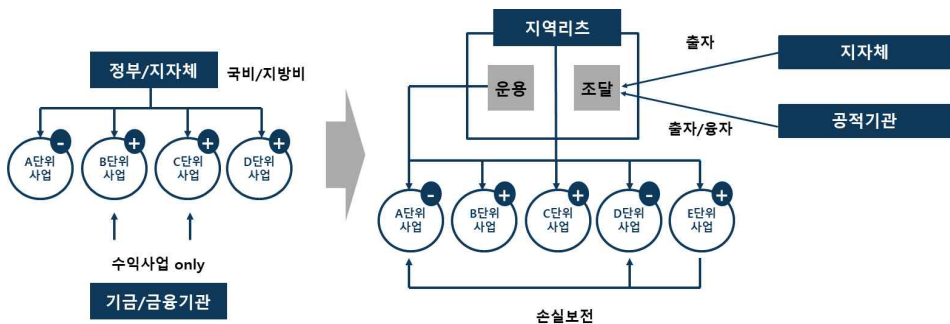 정부/지자체
국비/지방비
A단위
사업
-
B단위
사업
+
C단위
사업
+
D단위
사업
+
수익사업 only
기금/금융기관
지역리츠
운용
조달
출자
출자/융자
지자체
공적기관
A단위
사업
-
B단위
사업
+
C단위
사업
+
D단위
사업
-
E단위
사업
+
손실보전